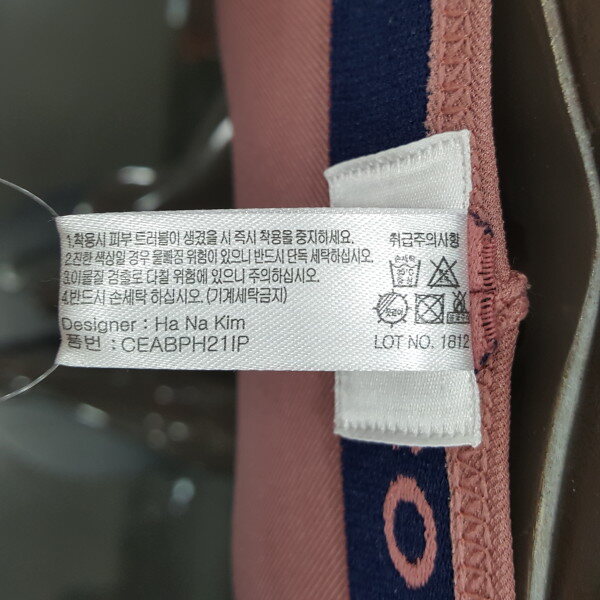 1.착용시 피부 트러블이 생겼을 시 즉시 착용을 중지하세요.
2.진한 색상일 경우 물빠짐 위험이 있으니 반드시 단독 세탁하십시오.
3.이물질 검출로 다칠 위험에 있으니 주의하십시오.
4.반드시 손세탁 하십시오. (기계세탁금지)
Designer : Ha Na Kim
품번 : CEABPH21IP
취급주의사항
손세탁
LOT NO. 1812
O